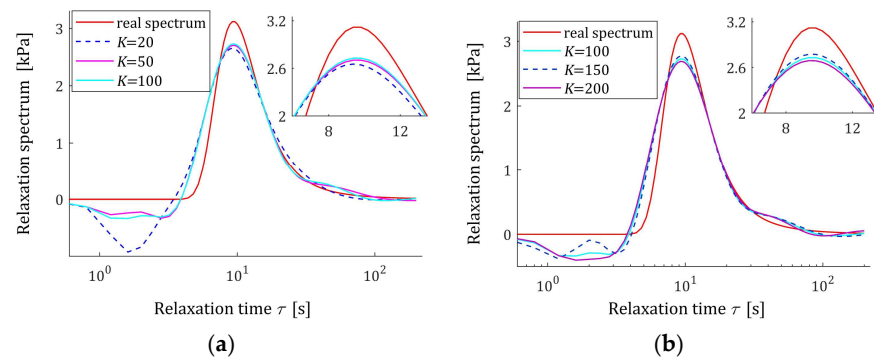 real spectrum
K=20
K=50
K=100
3.2
2.6
2
8
12
3
2
1
0
Relaxation spectrum [kPa]
10^0
10^1
10^2
Relaxation time τ [s]
(a)
real spectrum
K=100
K=150
K=200
3.2
2.6
2
8
12
3
2
1
0
Relaxation spectrum [kPa]
10^0
10^1
10^2
Relaxation time τ [s]
(b)